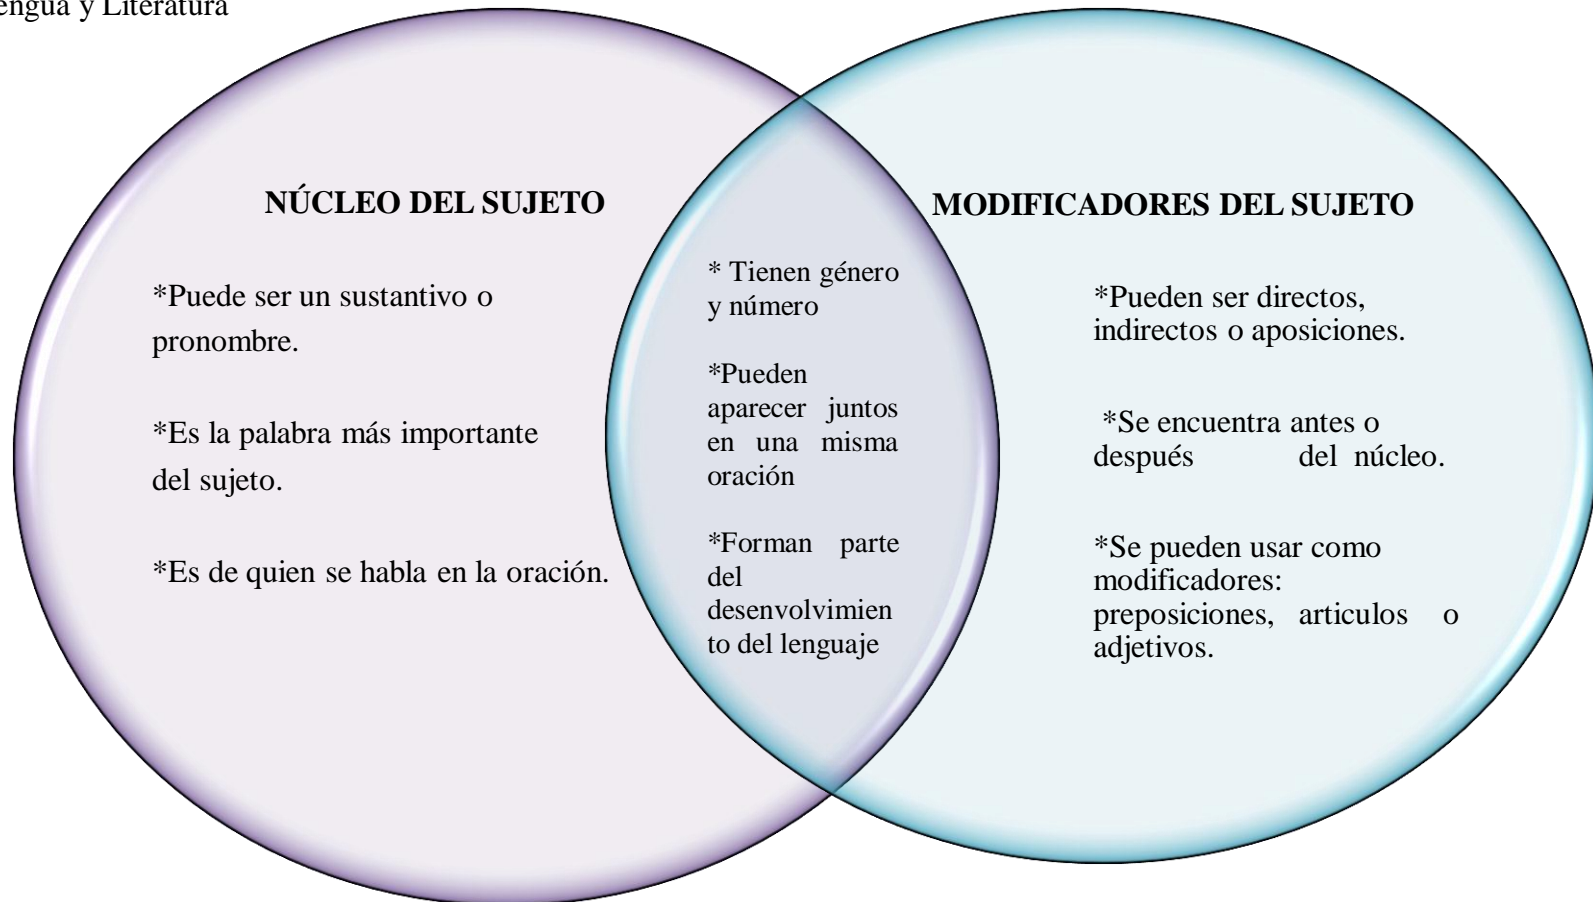 engua y Literatura
NÚCLEO DEL SUJETO
*Puede ser un sustantivo o
pronombre.
*Es la palabra más importante
del sujeto.
*Es de quien se habla en la oración.
* Tienen género
y número
*Pueden
aparecer juntos
en una misma
oración
*Forman parte
del
desenvolvimien
to del lenguaje
MODIFICADORES DEL SUJETO
*Pueden ser directos,
indirectos o aposiciones.
*Se encuentra antes o
después del núcleo.
*Se pueden usar como
modificadores:
preposiciones, articulos o
adjetivos.